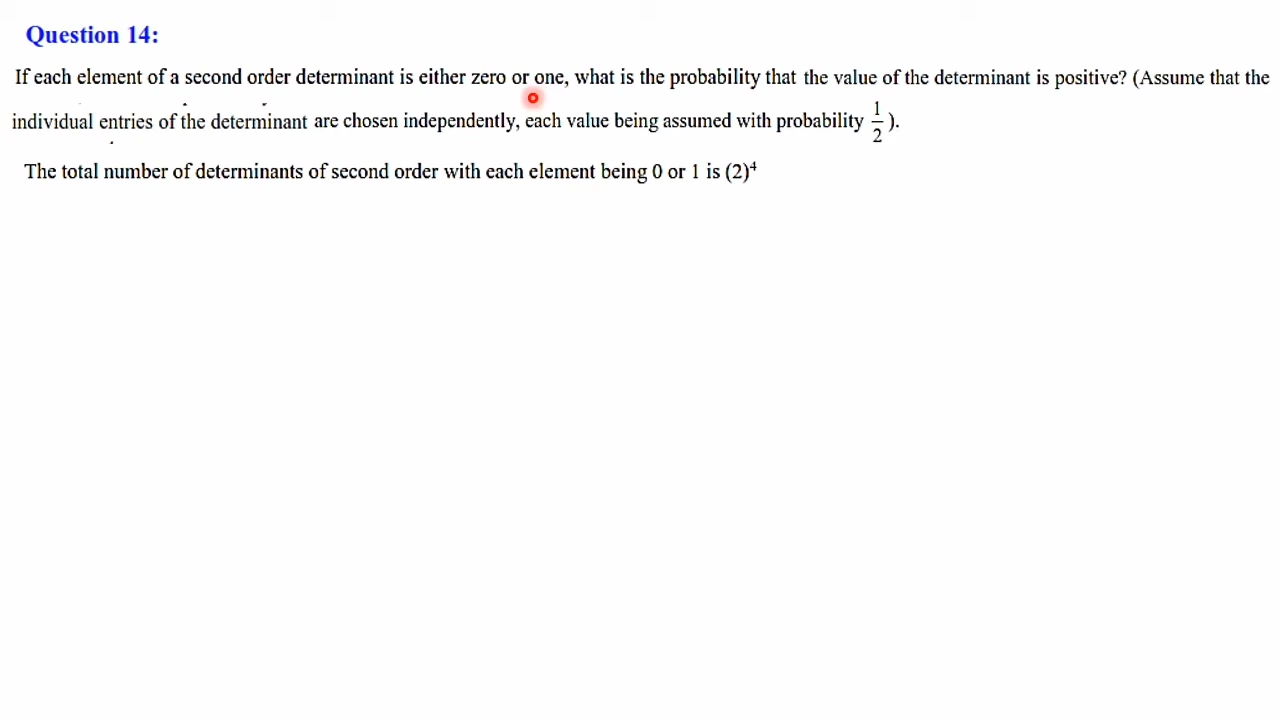 Question 14:
If each element of a second order determinant is either zero or one, what is the probability that the value of the determinant is positive? (Assume that the
individual entries of the determinant are chosen independently, each value being assumed with probability 1/2 ).
The total number of determinants of second order with each element being 0 or 1 is (2)⁴